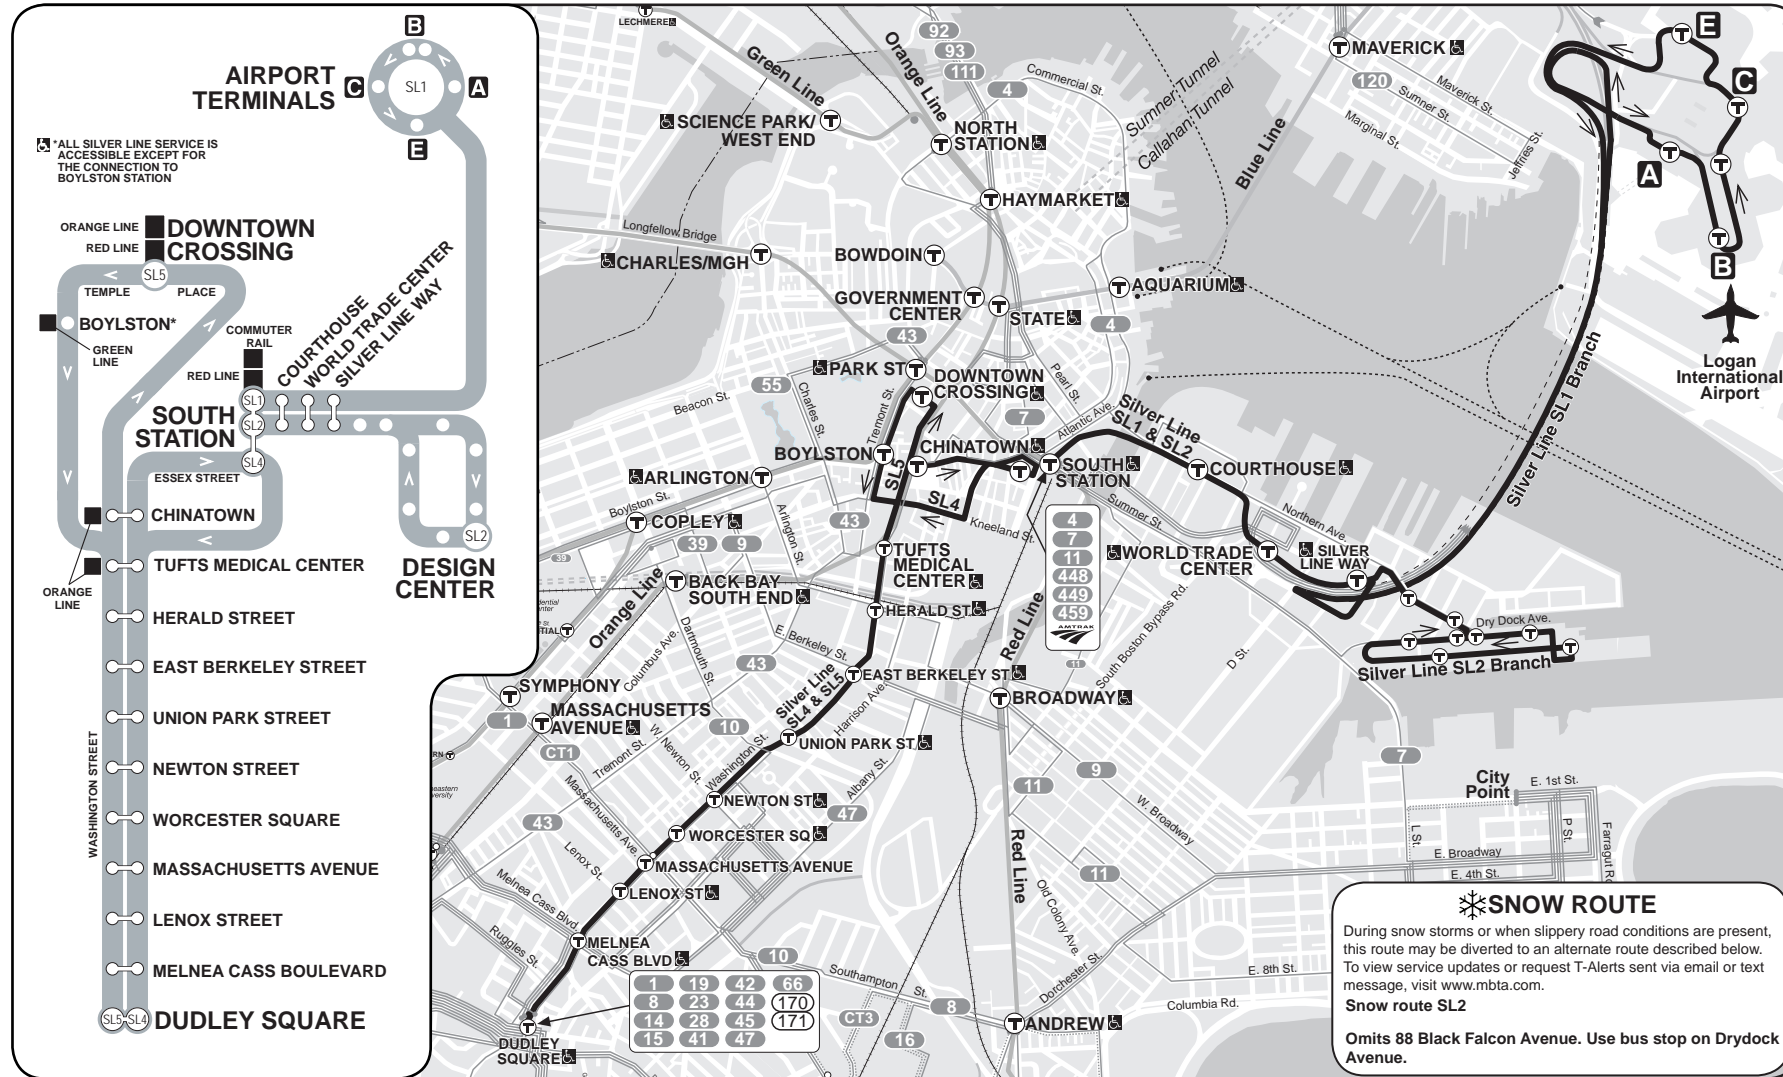 B
AIRPORT
TERMINALS
C
SL1
A
E
*ALL SILVER LINE SERVICE IS
ACCESSIBLE EXCEPT FOR
THE CONNECTION TO
BOYLSTON STATION
ORANGE LINE
RED LINE
DOWNTOWN
CROSSING
SL5
TEMPLE
PLACE
BOYLSTON*
GREEN
LINE
COMMUTER
RAIL
RED LINE
COURTHOUSE
WORLD TRADE CENTER
SILVER LINE WAY
SOUTH
STATION
SL1
SL2
SL4
ESSEX STREET
CHINATOWN
TUFTS MEDICAL CENTER
ORANGE
LINE
SL2
DESIGN
CENTER
HERALD STREET
EAST BERKELEY STREET
UNION PARK STREET
NEWTON STREET
WORCESTER SQUARE
MASSACHUSETTS AVENUE
LENOX STREET
MELNEA CASS BOULEVARD
WASHINGTON STREET
SL5
SL4
DUDLEY SQUARE
LECHMERE
Green Line
Orange Line
92
93
111
4
Commercial St.
Sumner Tunnel
Callahan Tunnel
Blue Line
MAVERICK
120
Maverick St.
Sumner St.
Marginal St.
Jeffries St.
E
C
A
B
Logan
International
Airport
SCIENCE PARK/
WEST END
NORTH
STATION
HAYMARKET
Longfellow Bridge
CHARLES/MGH
BOWDOIN
GOVERNMENT
CENTER
STATE
AQUARIUM
4
43
PARK ST
DOWNTOWN
CROSSING
55
Beacon St.
Charles St.
Tremont St.
Pearl St.
7
Atlantic Ave.
Silver Line
SL1 & SL2
Silver Line SL1 Branch
BOYLSTON
SL5
CHINATOWN
SOUTH
STATION
COURTHOUSE
ARLINGTON
Boylston St.
SL4
COPLEY
39
9
39
Arlington St.
43
Kneeland St.
Summer St.
Northern Ave.
4
7
11
448
449
459
AMTRAK
WORLD TRADE
CENTER
SILVER
LINE WAY
TUFTS
MEDICAL
CENTER
Orange Line
BACK BAY
SOUTH END
HERALD ST.
Red Line
South Boston Bypass Rd.
Dry Dock Ave.
Silver Line SL2 Branch
D St.
11
E. Berkeley St.
Dartmouth St.
Columbus Ave.
43
EAST BERKELEY ST
Silver Line
SL4 & SL5
Harrison Ave.
BROADWAY
SYMPHONY
1
MASSACHUSETTS
AVENUE
CT1
10
W. Newton St.
Tremont St.
Washington St.
UNION PARK ST.
Albany St.
7
9
11
W. Broadway
City
Point
E. 1st St.
NEWTON ST
47
43
Massachusetts Ave.
WORCESTER SQ
Lenox St.
MASSACHUSETTS AVENUE
LENOX ST
Melnea Cass Blvd.
Red Line
Old Colony Ave.
11
L St.
P St.
Farragut Rd
E. Broadway
E. 4th St.
Ruggles St.
MELNEA
CASS BLVD
10
Southampton St.
8
CT3
16
Dorchester St.
E. 8th St.
Columbia Rd.
ANDREW
DUDLEY
SQUARE
1 19 42 66
8 23 44 170
14 28 45 171
15 41 47
SNOW ROUTE
During snow storms or when slippery road conditions are present,
this route may be diverted to an alternate route described below.
To view service updates or request T-Alerts sent via email or text
message, visit www.mbta.com.
Snow route SL2
Omits 88 Black Falcon Avenue. Use bus stop on Drydock
Avenue.